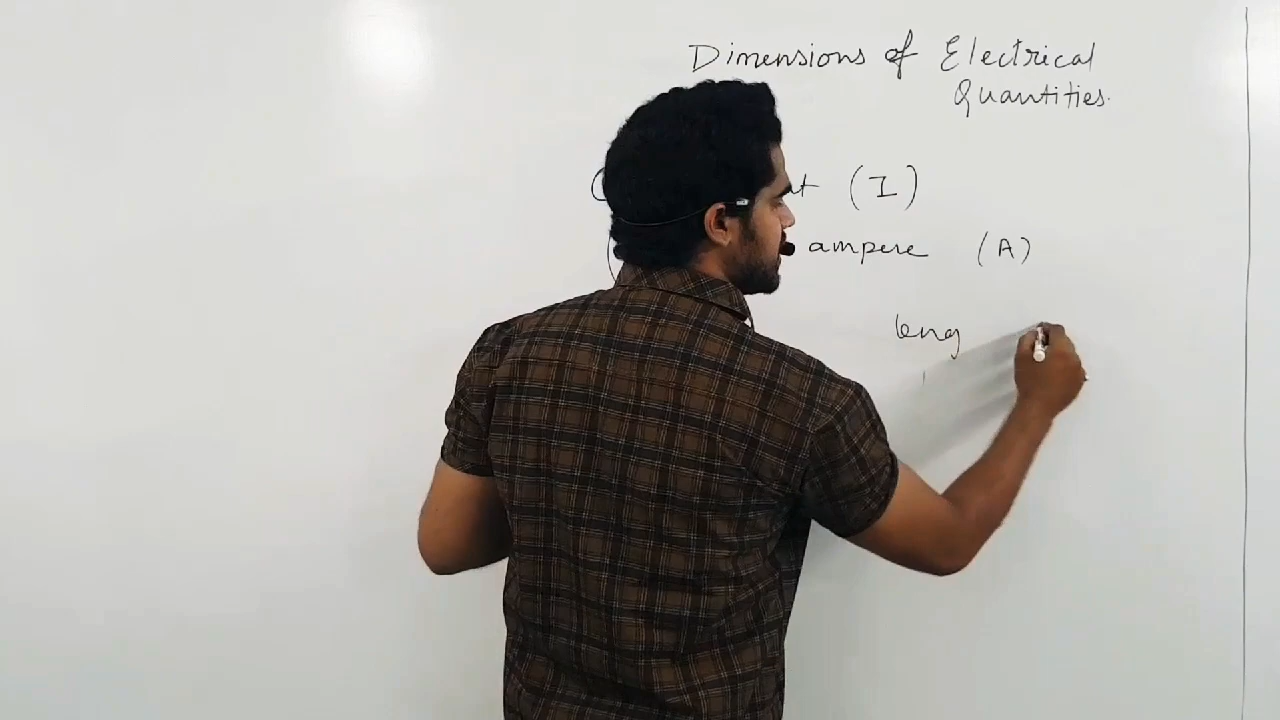 Dimensions of Electrical
Quantities.
(I)
ampere (A)
leng